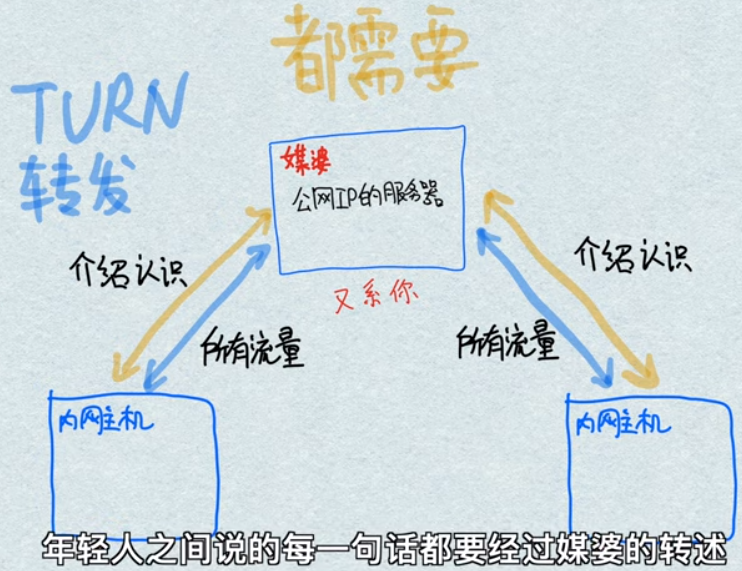 都需要
TURN
转发
媒婆
公网IP的服务器
介绍认识
介绍认识
又系你
所有流量
所有流量
内网主机
内网主机
年轻人之间说的每一句话都要经过媒婆的转述